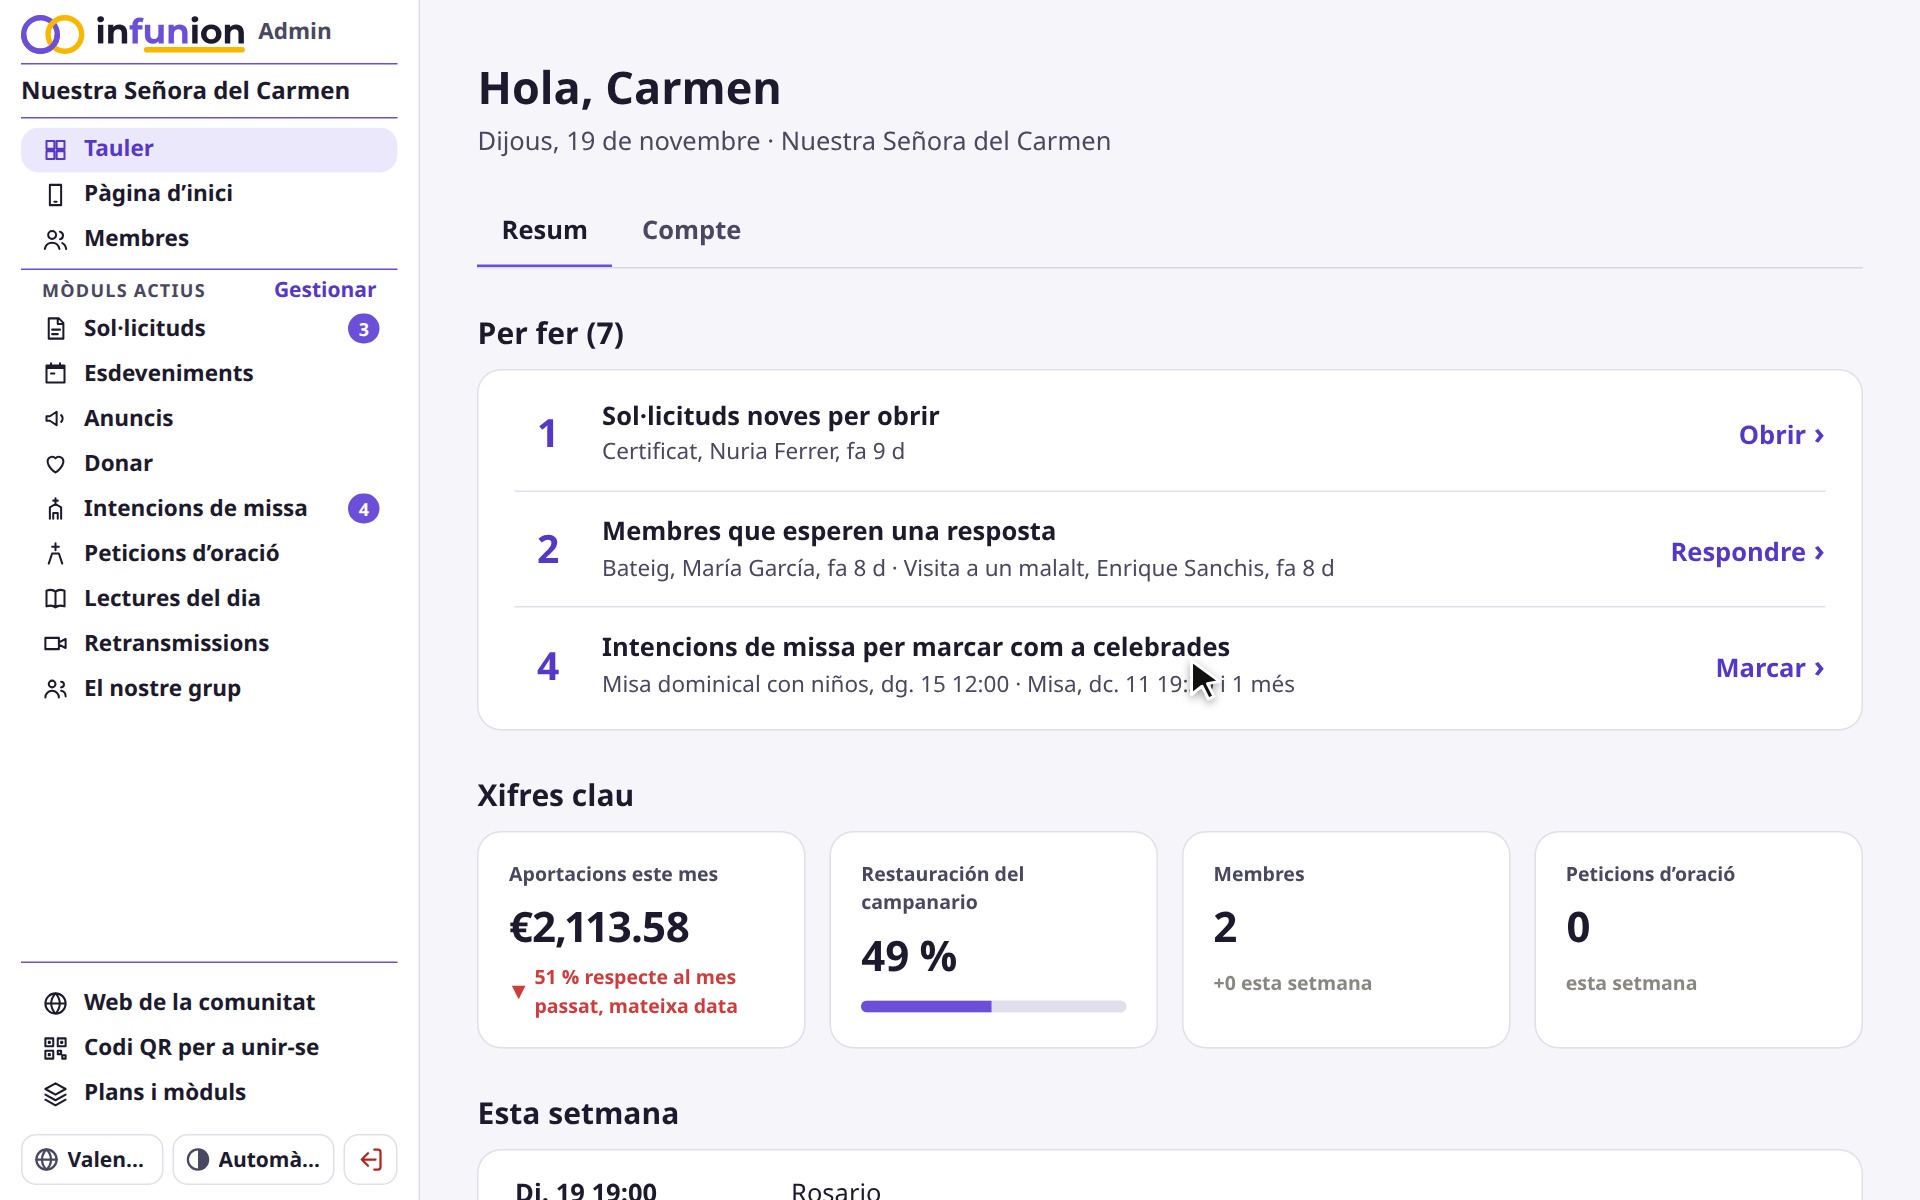 infunion Admin
Nuestra Señora del Carmen
Tauler
Pàgina d’inici
Membres
MÒDULS ACTIUS Gestionar
Sol·licituds 3
Esdeveniments
Anuncis
Donar
Intencions de missa 4
Peticions d’oració
Lectures del dia
Retransmissions
El nostre grup
Web de la comunitat
Codi QR per a unir-se
Plans i mòduls
Valen... Automà...
Hola, Carmen
Dijous, 19 de novembre · Nuestra Señora del Carmen
Resum Compte
Per fer (7)
1 Sol·licituds noves per obrir
Certificat, Nuria Ferrer, fa 9 d
Obrir ›
2 Membres que esperen una resposta
Bateig, María García, fa 8 d · Visita a un malalt, Enrique Sanchis, fa 8 d
Respondre ›
4 Intencions de missa per marcar com a celebrades
Misa dominical con niños, dg. 15 12:00 · Misa, dc. 11 i 1 més
Marcar ›
Xifres clau
Aportacions este mes
€2,113.58
▼ 51 % respecte al mes
passat, mateixa data
Restauración del
campanario
49 %
Membres
2
+0 esta setmana
Peticions d’oració
0
esta setmana
Esta setmana
Dj. 19 19:00 Rosario